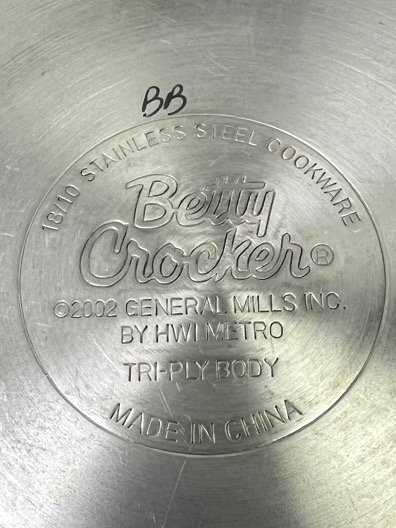 BB
18/10 STAINLESS STEEL COOKWARE
Betty
Crocker®
©2002 GENERAL MILLS INC.
BY HWI METRO
TRI-PLY BODY
MADE IN CHINA